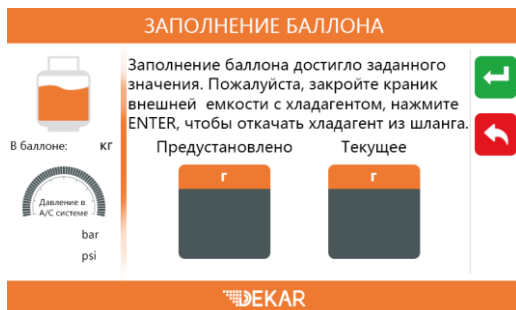 ЗАПОЛНЕНИЕ БАЛЛОНА
Заполнение баллона достигло заданного
значения. Пожалуйста, закройте краник
внешней емкости с хладагентом, нажмите
ENTER, чтобы откачать хладагент из шланга.
В баллоне: кг
Предустановлено Текущее
г г
Давление в
A/C системе
bar
psi
DEKAR